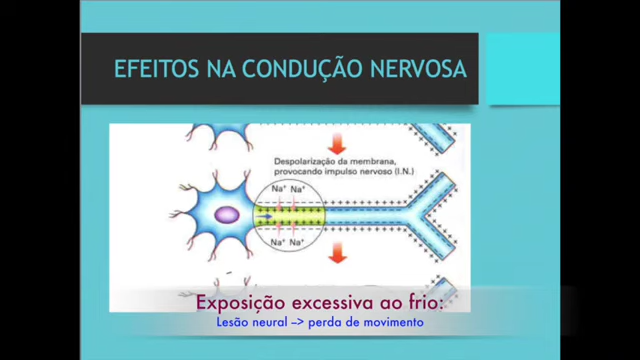 EFEITOS NA CONDUÇÃO NERVOSA
Despolarização da membrana,
provocando impulso nervoso (I.N.)
Na⁺ Na⁺
Na⁺ Na⁺
Exposição excessiva ao frio:
Lesão neural --> perda de movimento